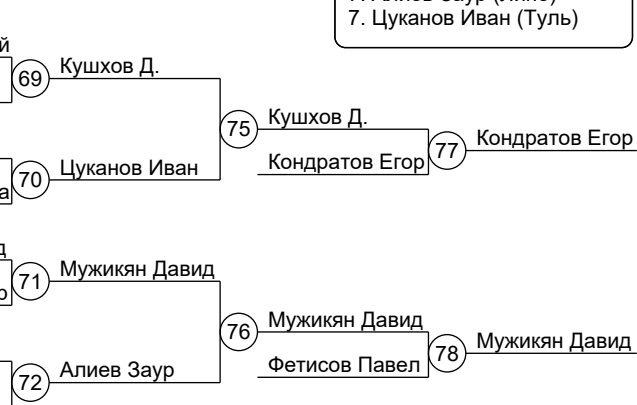 7. Цуканов Иван (Туль)
69
Кушхов Д.
75
Кушхов Д.
77
Кондратов Егор
Кондратов Егор
70
Цуканов Иван
71
Мужикян Давид
76
Мужикян Давид
78
Мужикян Давид
Фетисов Павел
72
Алиев Заур